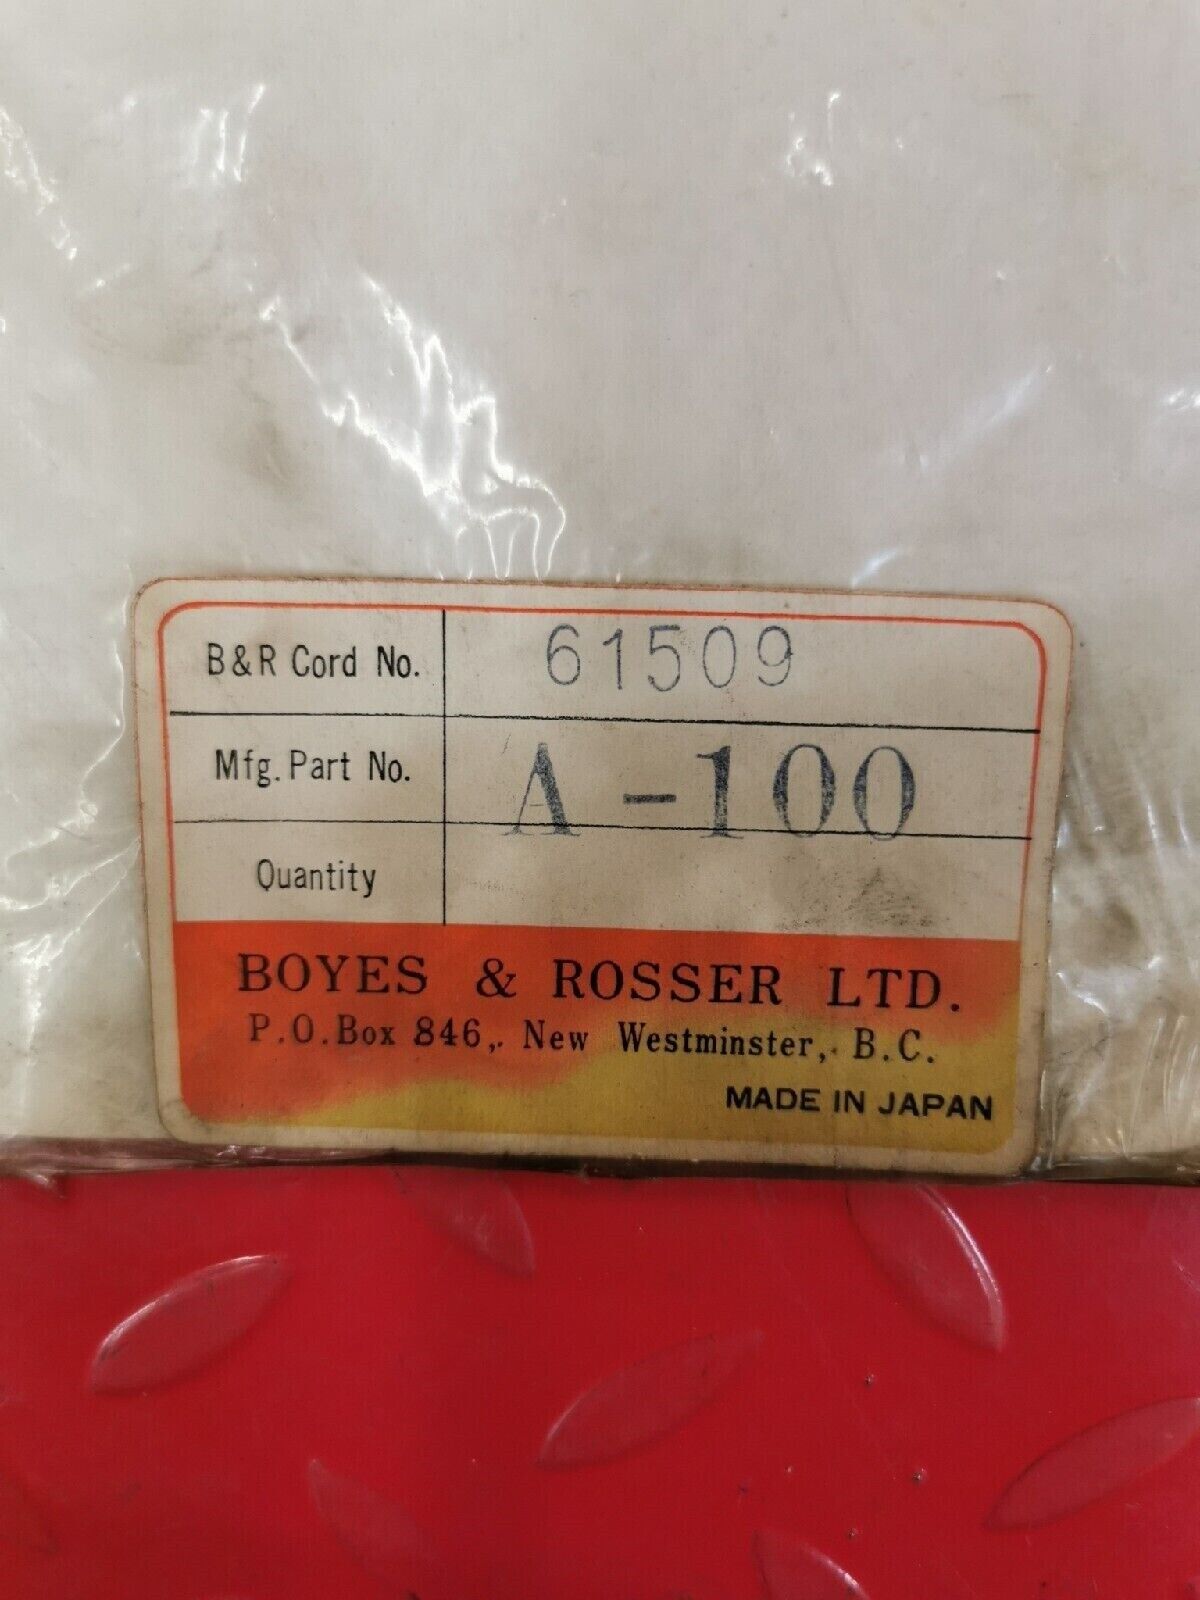 B&R Cord No. 61509
Mfg. Part No. A-100
Quantity
BOYES & ROSSER LTD.
P.O. Box 846,. New Westminster, B.C.
MADE IN JAPAN